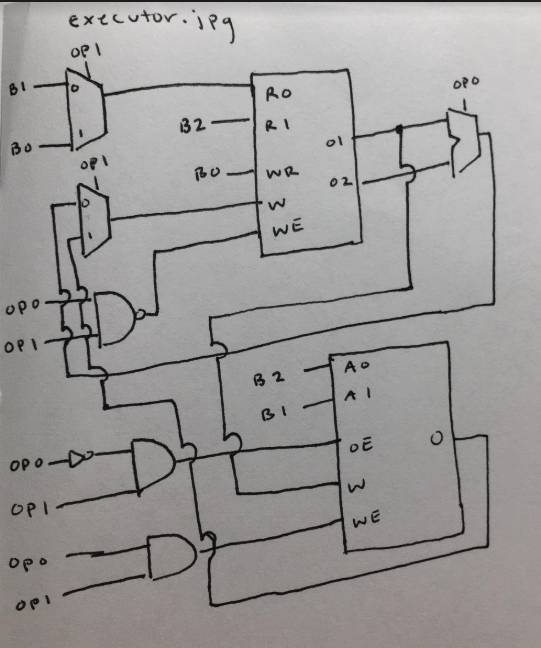 executor.jpg
OP1
B1
0
1
B0
OP1
0
1
R0
B2
R1
B0
WR
W
WE
O1
O2
OP0
OP0
OP1
B2
A0
B1
A1
OE
O
W
WE
OP0
OP1
OP0
OP1